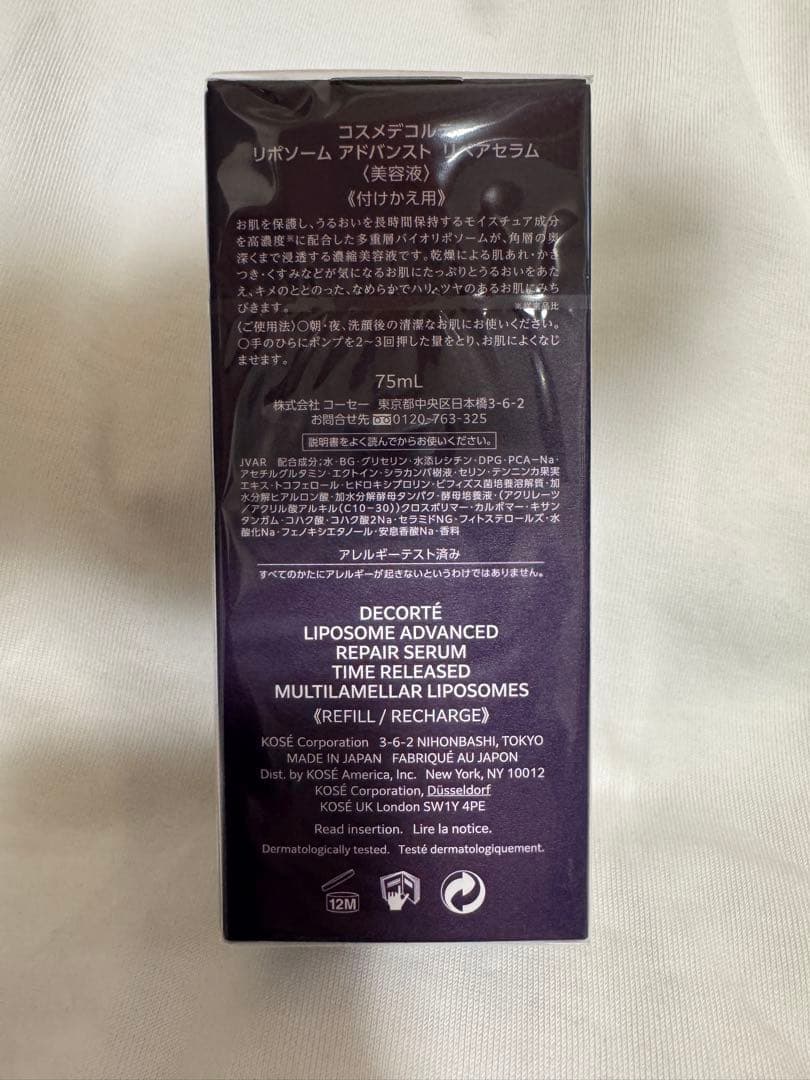 コスメデコルテ
リポソーム アドバンスト リペアセラム
〈美容液〉
《付けかえ用》
お肌を保護し、うるおいを長時間保持するモイスチュア成分
を高濃度※に配合した多重層バイオリポソームが、角層の奥
深くまで浸透する濃縮美容液です。乾燥による肌あれ・かさ
つき・くすみなどが気になるお肌にたっぷりとうるおいをあた
え、キメのととのった、なめらかでハリ・ツヤのあるお肌にみち
びきます。
※従来品比
〈ご使用法〉○朝・夜、洗顔後の清潔なお肌にお使いください。
○手のひらにポンプを2〜3回押した量をとり、お肌によくなじ
ませます。
75mL
株式会社 コーセー 東京都中央区日本橋3-6-2
お問合せ先 0120-763-325
説明書をよく読んでからお使いください。
JVAR 配合成分;水・BG・グリセリン・水添レシチン・DPG・PCA-Na・
アセチルグルタミン・エクトイン・シラカンバ樹液・セリン・テンニンカ果実
エキス・トコフェロール・ヒドロキシプロリン・ビフィズス菌培養溶解質・加
水分解ヒアルロン酸・加水分解酵母タンパク・酵母培養液・(アクリレーツ
/アクリル酸アルキル(C10-30))クロスポリマー・カルボマー・キサン
タンガム・コハク酸・コハク酸2Na・セラミドNG・フィトステロールズ・水
酸化Na・フェノキシエタノール・安息香酸Na・香料
アレルギーテスト済み
すべてのかたにアレルギーが起きないというわけではありません。
DECORTÉ
LIPOSOME ADVANCED
REPAIR SERUM
TIME RELEASED
MULTILAMELLAR LIPOSOMES
《REFILL / RECHARGE》
KOSÉ Corporation 3-6-2 NIHONBASHI, TOKYO
MADE IN JAPAN FABRIQUÉ AU JAPON
Dist. by KOSÉ America, Inc. New York, NY 10012
KOSÉ Corporation, Düsseldorf
KOSÉ UK London SW1Y 4PE
Read insertion. Lire la notice.
Dermatologically tested. Testé dermatologiquement.
12M